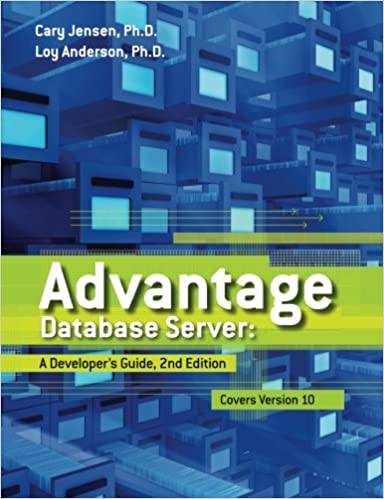 Cary Jensen, Ph.D.
Loy Anderson, Ph.D.
Advantage
Database Server:
A Developer's Guide, 2nd Edition
Covers Version 10